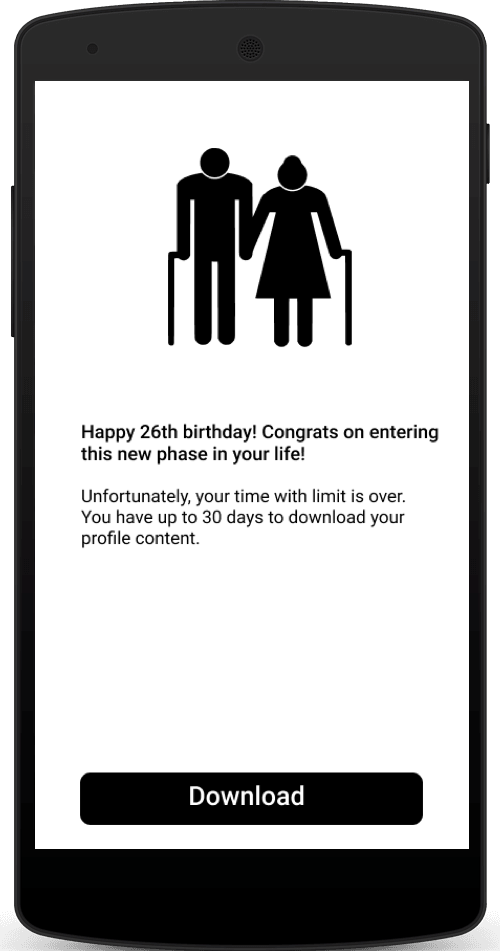 Happy 26th birthday! Congrats on entering
this new phase in your life!
Unfortunately, your time with limit is over.
You have up to 30 days to download your
profile content.
Download